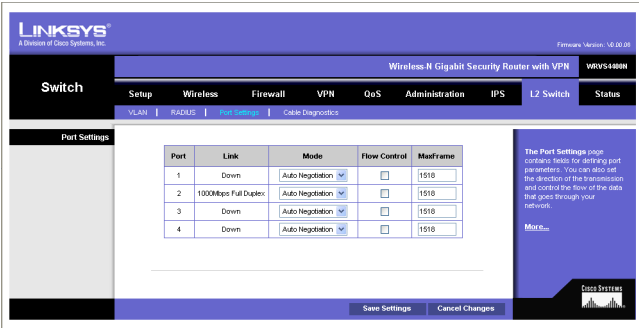 LINKSYS®
A Division of Cisco Systems, Inc.
Firmware Version: V0.00.06
Wireless-N Gigabit Security Router with VPN WRVS4400N
Switch
Setup Wireless Firewall VPN QoS Administration IPS L2 Switch Status
VLAN | RADIUS | Port Settings | Cable Diagnostics
Port Settings
Port Link Mode Flow Control MaxFrame
1 Down Auto Negotiation 1518
2 1000Mbps Full Duplex Auto Negotiation 1518
3 Down Auto Negotiation 1518
4 Down Auto Negotiation 1518
The Port Settings page
contains fields for defining port
parameters. You can also set
the direction of the transmission
and control the flow of the data
that goes through your
network.
More...
CISCO SYSTEMS
Save Settings Cancel Changes